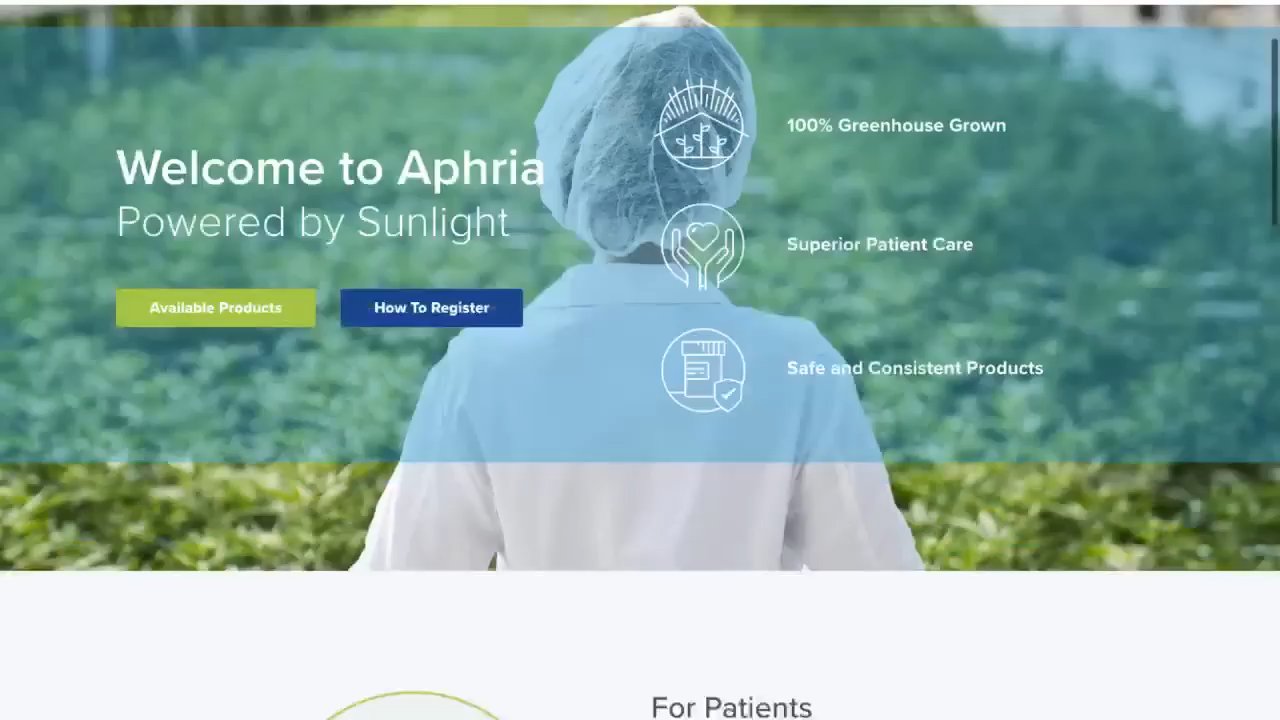 Welcome to Aphria
Powered by Sunlight
Available Products
How To Register
100% Greenhouse Grown
Superior Patient Care
Safe and Consistent Products
For Patients